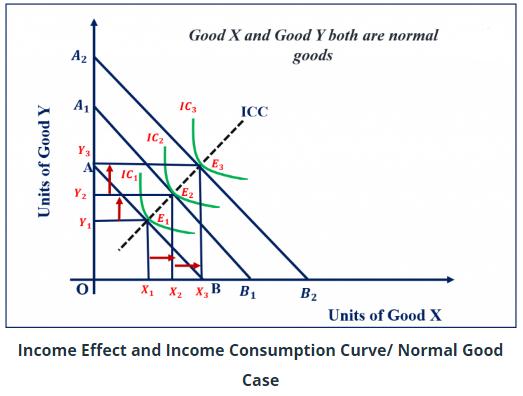 Good X and Good Y both are normal
goods
A₂
A₁
IC₃
ICC
IC₂
Y₃
A
IC₁
E₃
Y₂
E₂
Y₁
E₁
Units of Good Y
O
X₁
X₂
X₃
B
B₁
B₂
Units of Good X
Income Effect and Income Consumption Curve/ Normal Good
Case